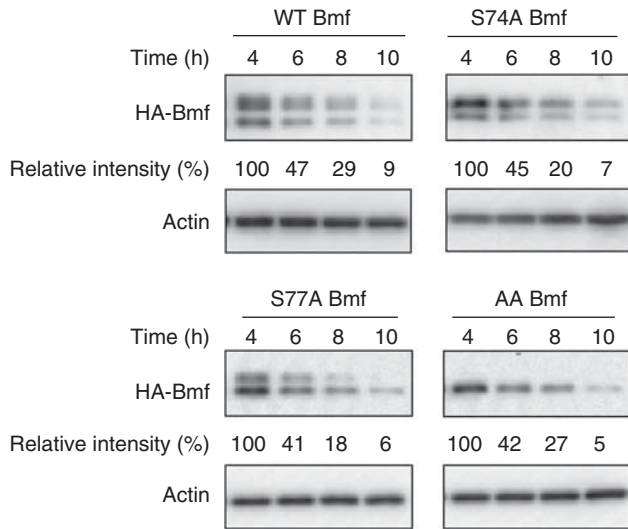 WT Bmf S74A Bmf
Time (h) 4 6 8 10 4 6 8 10
HA-Bmf
Relative intensity (%) 100 47 29 9 100 45 20 7
Actin
S77A Bmf AA Bmf
Time (h) 4 6 8 10 4 6 8 10
HA-Bmf
Relative intensity (%) 100 41 18 6 100 42 27 5
Actin